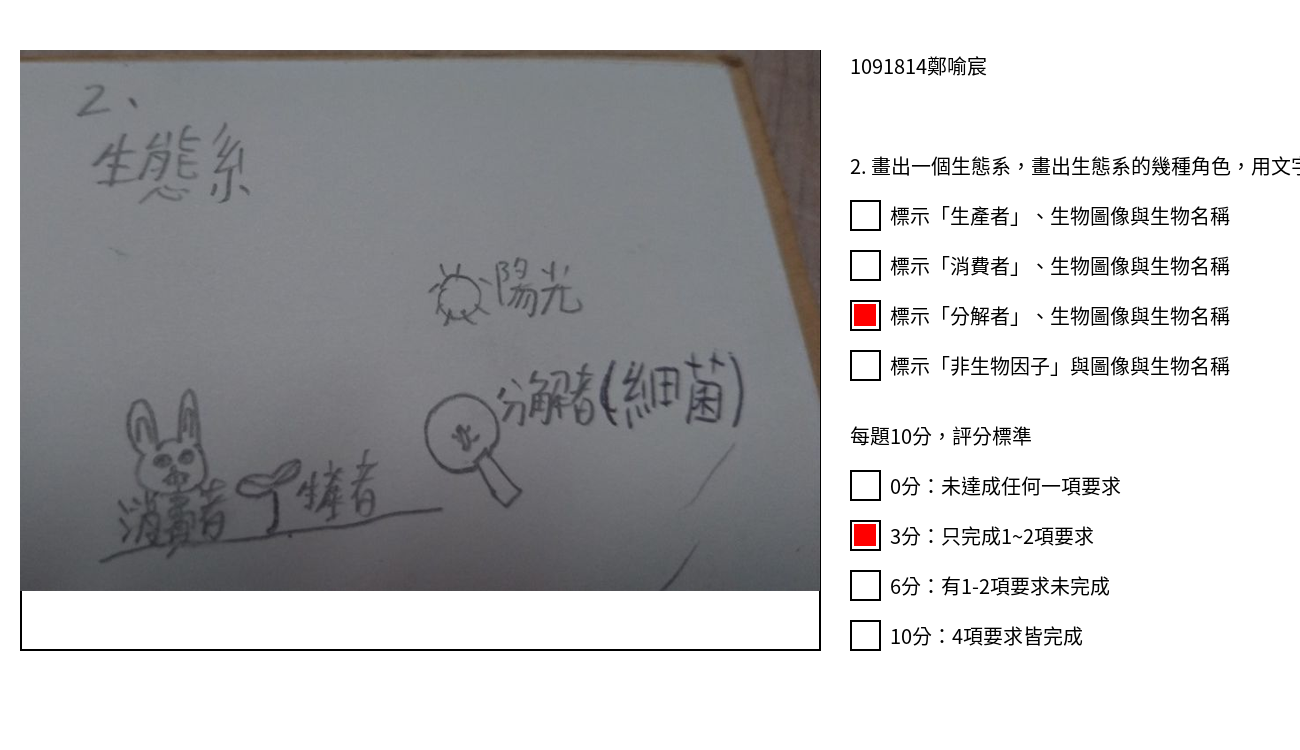 2、
生態系
陽光
分解者(細菌)
生產者
消費者
1091814鄭喻宸
2. 畫出一個生態系，畫出生態系的幾種角色，用文字
標示「生產者」、生物圖像與生物名稱
標示「消費者」、生物圖像與生物名稱
標示「分解者」、生物圖像與生物名稱
標示「非生物因子」與圖像與生物名稱
每題10分，評分標準
0分：未達成任何一項要求
3分：只完成1~2項要求
6分：有1-2項要求未完成
10分：4項要求皆完成